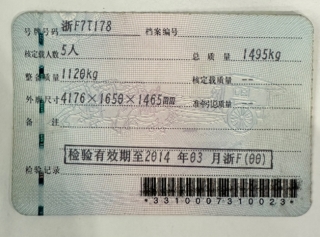 号牌号码 浙F7T178 档案编号
核定载人数 5人 总质量 1495kg
整备质量 1120kg 核定载质量 --
外廓尺寸 4176×1650×1465mm 准牵引总质量 --
备注
检验有效期至2014 年03 月浙F(00)
检验记录
*3310007310023*